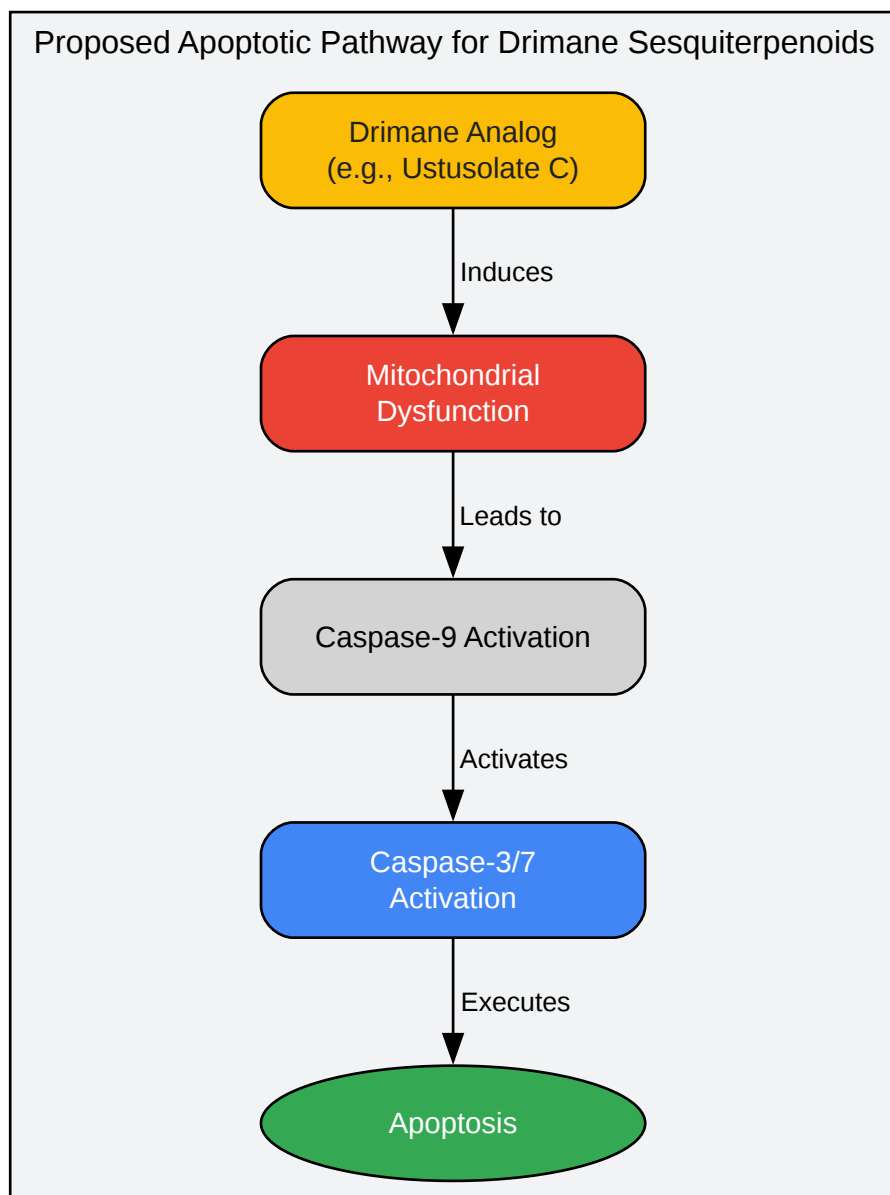 Proposed Apoptotic Pathway for Drimane Sesquiterpenoids
Drimane Analog
(e.g., Ustusolate C)
Induces
Mitochondrial
Dysfunction
Leads to
Caspase-9 Activation
Activates
Caspase-3/7
Activation
Executes
Apoptosis